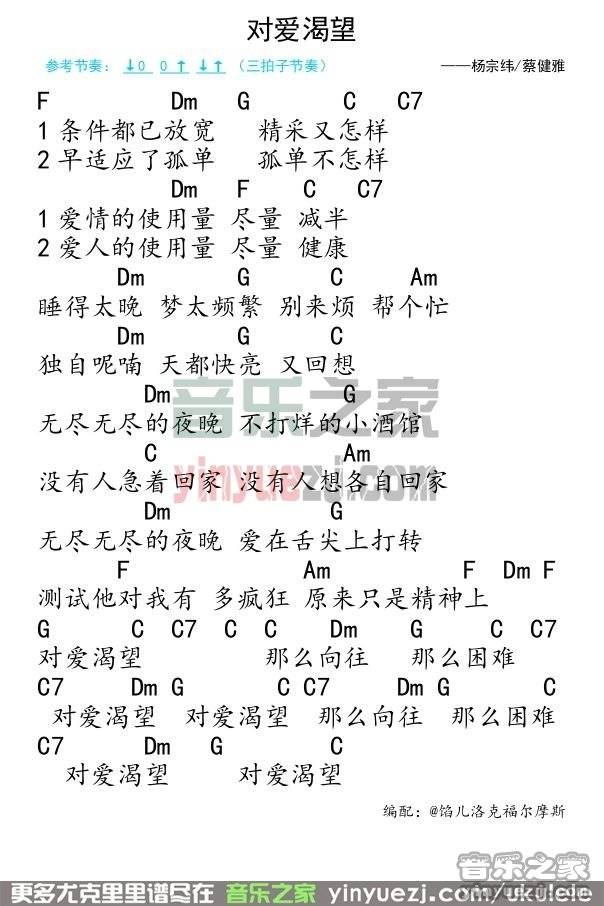 对爱渴望
参考节奏： ↓0 0↑ ↓↑ （三拍子节奏）
——杨宗纬/蔡健雅
F Dm G C C7
1 条件都已放宽 精采又怎样
2 早适应了孤单 孤单不怎样
Dm F C C7
1 爱情的使用量 尽量 减半
2 爱人的使用量 尽量 健康
Dm G C Am
睡得太晚 梦太频繁 别来烦 帮个忙
Dm G C
独自呢喃 天都快亮 又回想
Dm G
无尽无尽的夜晚 不打烊的小酒馆
C Am
没有人急着回家 没有人想各自回家
Dm G
无尽无尽的夜晚 爱在舌尖上打转
F Am F Dm F
测试他对我有 多疯狂 原来只是精神上
G C C7 C C Dm G C C7
对爱渴望 那么向往 那么困难
C7 Dm G C C7 Dm G C
对爱渴望 对爱渴望 那么向往 那么困难
C7 Dm G C
对爱渴望 对爱渴望
编配：@馅儿洛克福尔摩斯
音乐之家
yinyuezj.com
音乐之家
yinyuezj.com
更多尤克里里谱尽在 音乐之家 yinyuezj.com/ukulele